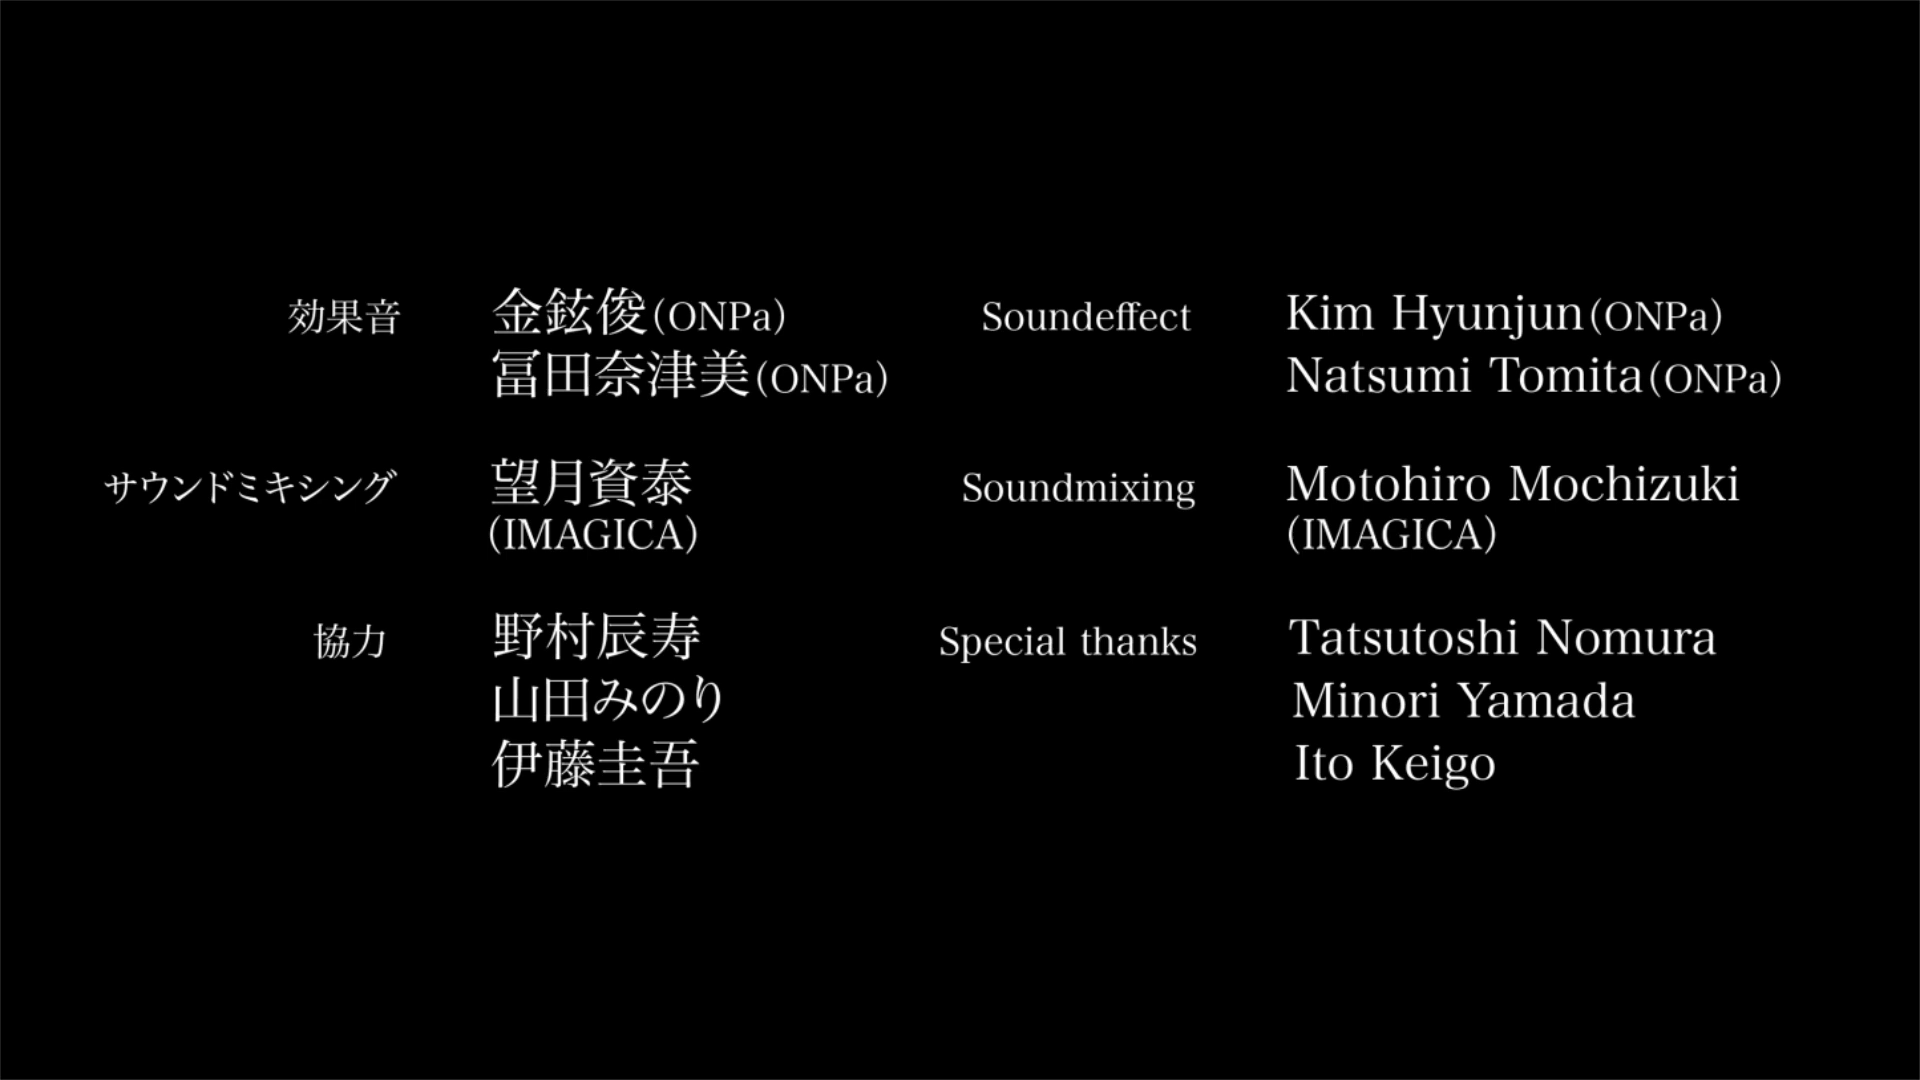 効果音 金鉉俊(ONPa) Soundeffect Kim Hyunjun(ONPa)
冨田奈津美(ONPa) Natsumi Tomita(ONPa)
サウンドミキシング 望月資泰 Soundmixing Motohiro Mochizuki
(IMAGICA) (IMAGICA)
協力 野村辰寿 Special thanks Tatsutoshi Nomura
山田みのり Minori Yamada
伊藤圭吾 Ito Keigo